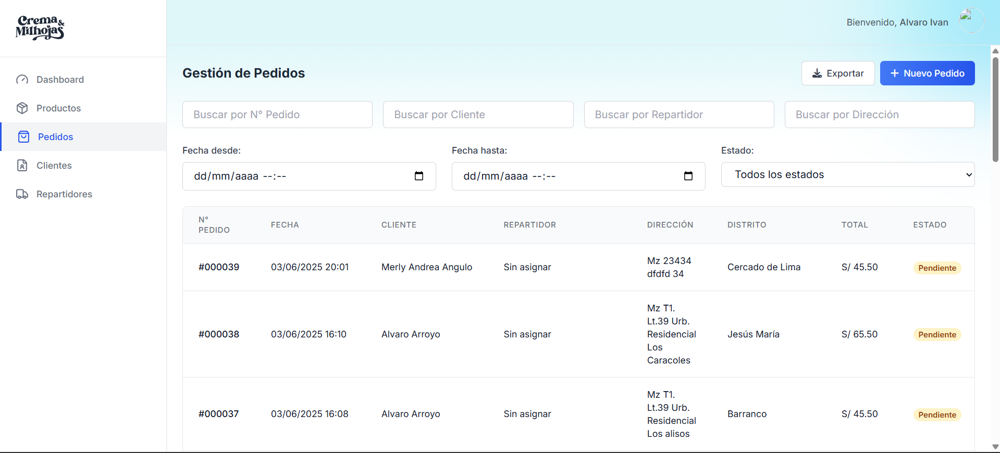 Crema &
Milhojas
Bienvenido, Alvaro Ivan
Dashboard
Productos
Pedidos
Clientes
Repartidores
Gestión de Pedidos
Exportar
+ Nuevo Pedido
Buscar por N° Pedido
Buscar por Cliente
Buscar por Repartidor
Buscar por Dirección
Fecha desde:
Fecha hasta:
Estado:
dd/mm/aaaa --:--
dd/mm/aaaa --:--
Todos los estados
N°
PEDIDO
FECHA
CLIENTE
REPARTIDOR
DIRECCIÓN
DISTRITO
TOTAL
ESTADO
#000039
03/06/2025 20:01
Merly Andrea Angulo
Sin asignar
Mz 23434
dfdfd 34
Cercado de Lima
S/ 45.50
Pendiente
#000038
03/06/2025 16:10
Alvaro Arroyo
Sin asignar
Mz T1.
Lt.39 Urb.
Residencial
Los
Caracoles
Jesús María
S/ 65.50
Pendiente
#000037
03/06/2025 16:08
Alvaro Arroyo
Sin asignar
Mz T1.
Lt.39 Urb.
Residencial
Los alisos
Barranco
S/ 45.50
Pendiente